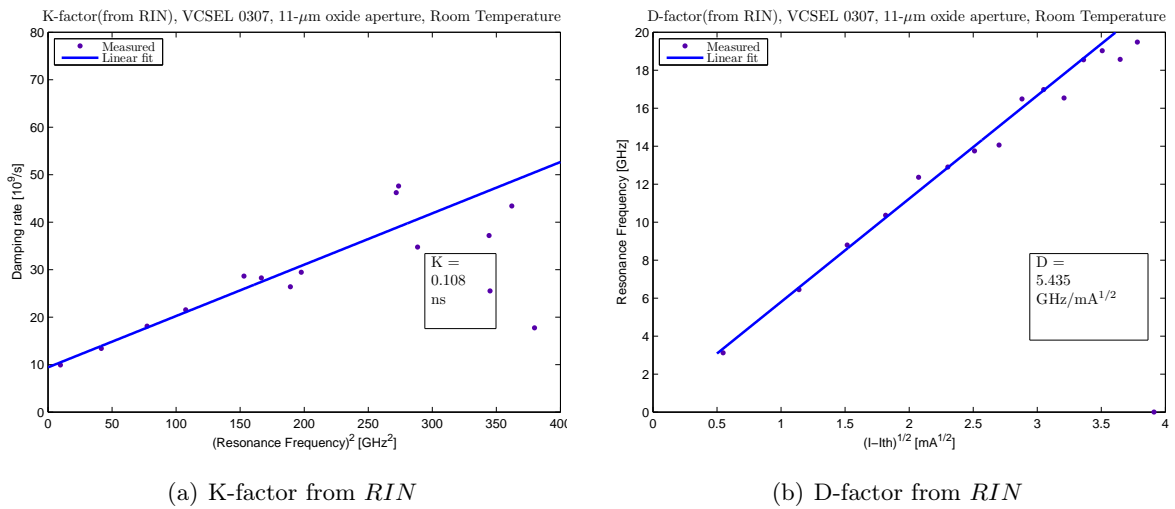 K-factor(from RIN), VCSEL 0307, 11-μm oxide aperture, Room Temperature
80
70
60
50
40
30
20
10
0
Damping rate [10^9/s]
Measured
Linear fit
K =
0.108
ns
0 50 100 150 200 250 300 350 400
(Resonance Frequency)^2 [GHz^2]
(a) K-factor from RIN
D-factor(from RIN), VCSEL 0307, 11-μm oxide aperture, Room Temperature
20
18
16
14
12
10
8
6
4
2
0
Resonance Frequency [GHz]
Measured
Linear fit
D =
5.435
GHz/mA^1/2
0 0.5 1 1.5 2 2.5 3 3.5 4
(I−Ith)^1/2 [mA^1/2]
(b) D-factor from RIN